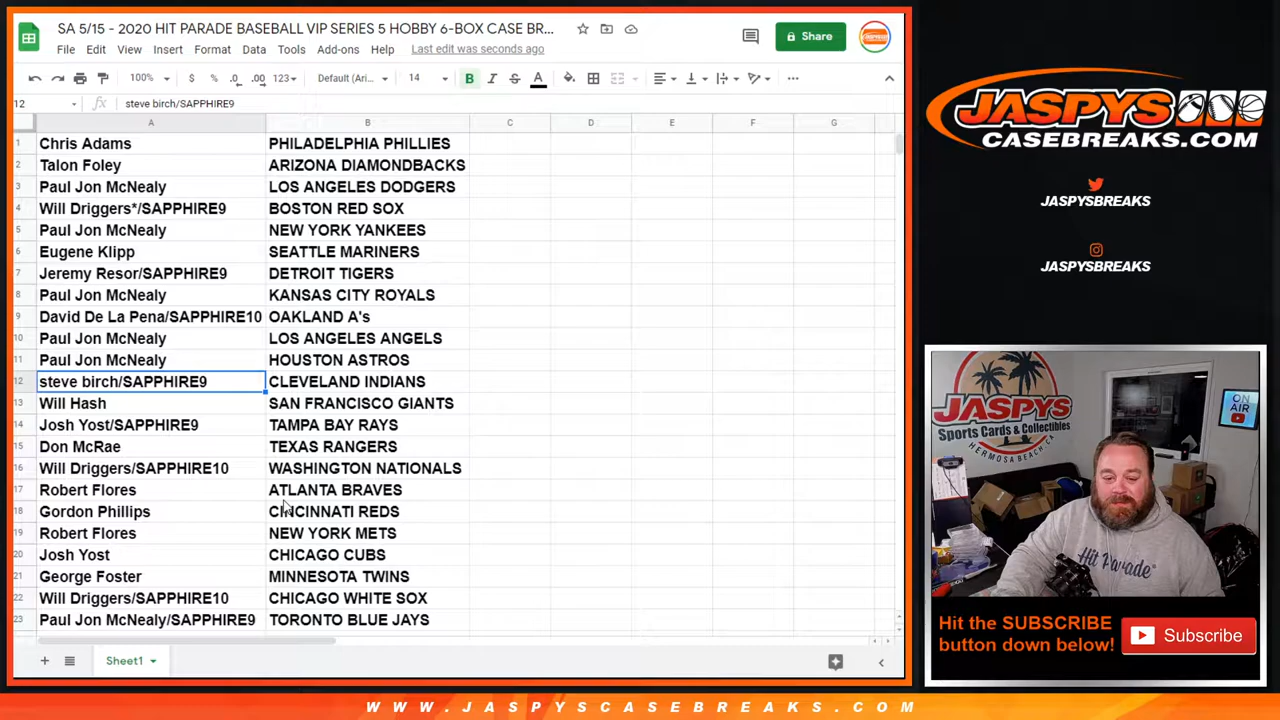 SA 5/15 - 2020 HIT PARADE BASEBALL VIP SERIES 5 HOBBY 6-BOX CASE BR...
Share
File Edit View Insert Format Data Tools Add-ons Help Last edit was seconds ago
100% $ % .0 .00 123 Default (Ari... 14 B I S A
12 fx steve birch/SAPPHIRE9
A B C D E F G
1 Chris Adams PHILADELPHIA PHILLIES
2 Talon Foley ARIZONA DIAMONDBACKS
3 Paul Jon McNealy LOS ANGELES DODGERS
4 Will Driggers*/SAPPHIRE9 BOSTON RED SOX
5 Paul Jon McNealy NEW YORK YANKEES
6 Eugene Klipp SEATTLE MARINERS
7 Jeremy Resor/SAPPHIRE9 DETROIT TIGERS
8 Paul Jon McNealy KANSAS CITY ROYALS
9 David De La Pena/SAPPHIRE10 OAKLAND A's
10 Paul Jon McNealy LOS ANGELES ANGELS
11 Paul Jon McNealy HOUSTON ASTROS
12 steve birch/SAPPHIRE9 CLEVELAND INDIANS
13 Will Hash SAN FRANCISCO GIANTS
14 Josh Yost/SAPPHIRE9 TAMPA BAY RAYS
15 Don McRae TEXAS RANGERS
16 Will Driggers/SAPPHIRE10 WASHINGTON NATIONALS
17 Robert Flores ATLANTA BRAVES
18 Gordon Phillips CINCINNATI REDS
19 Robert Flores NEW YORK METS
20 Josh Yost CHICAGO CUBS
21 George Foster MINNESOTA TWINS
22 Will Driggers/SAPPHIRE10 CHICAGO WHITE SOX
23 Paul Jon McNealy/SAPPHIRE9 TORONTO BLUE JAYS
Sheet1
JASPYS
CASEBREAKS.COM
JASPYSBREAKS
JASPYSBREAKS
JASPYS
Sports Cards & Collectibles
HERMOSA BEACH CA
ON
AIR
Hit Parade
Hit the SUBSCRIBE
button down below!
Subscribe
WWW.JASPYSCASEBREAKS.COM